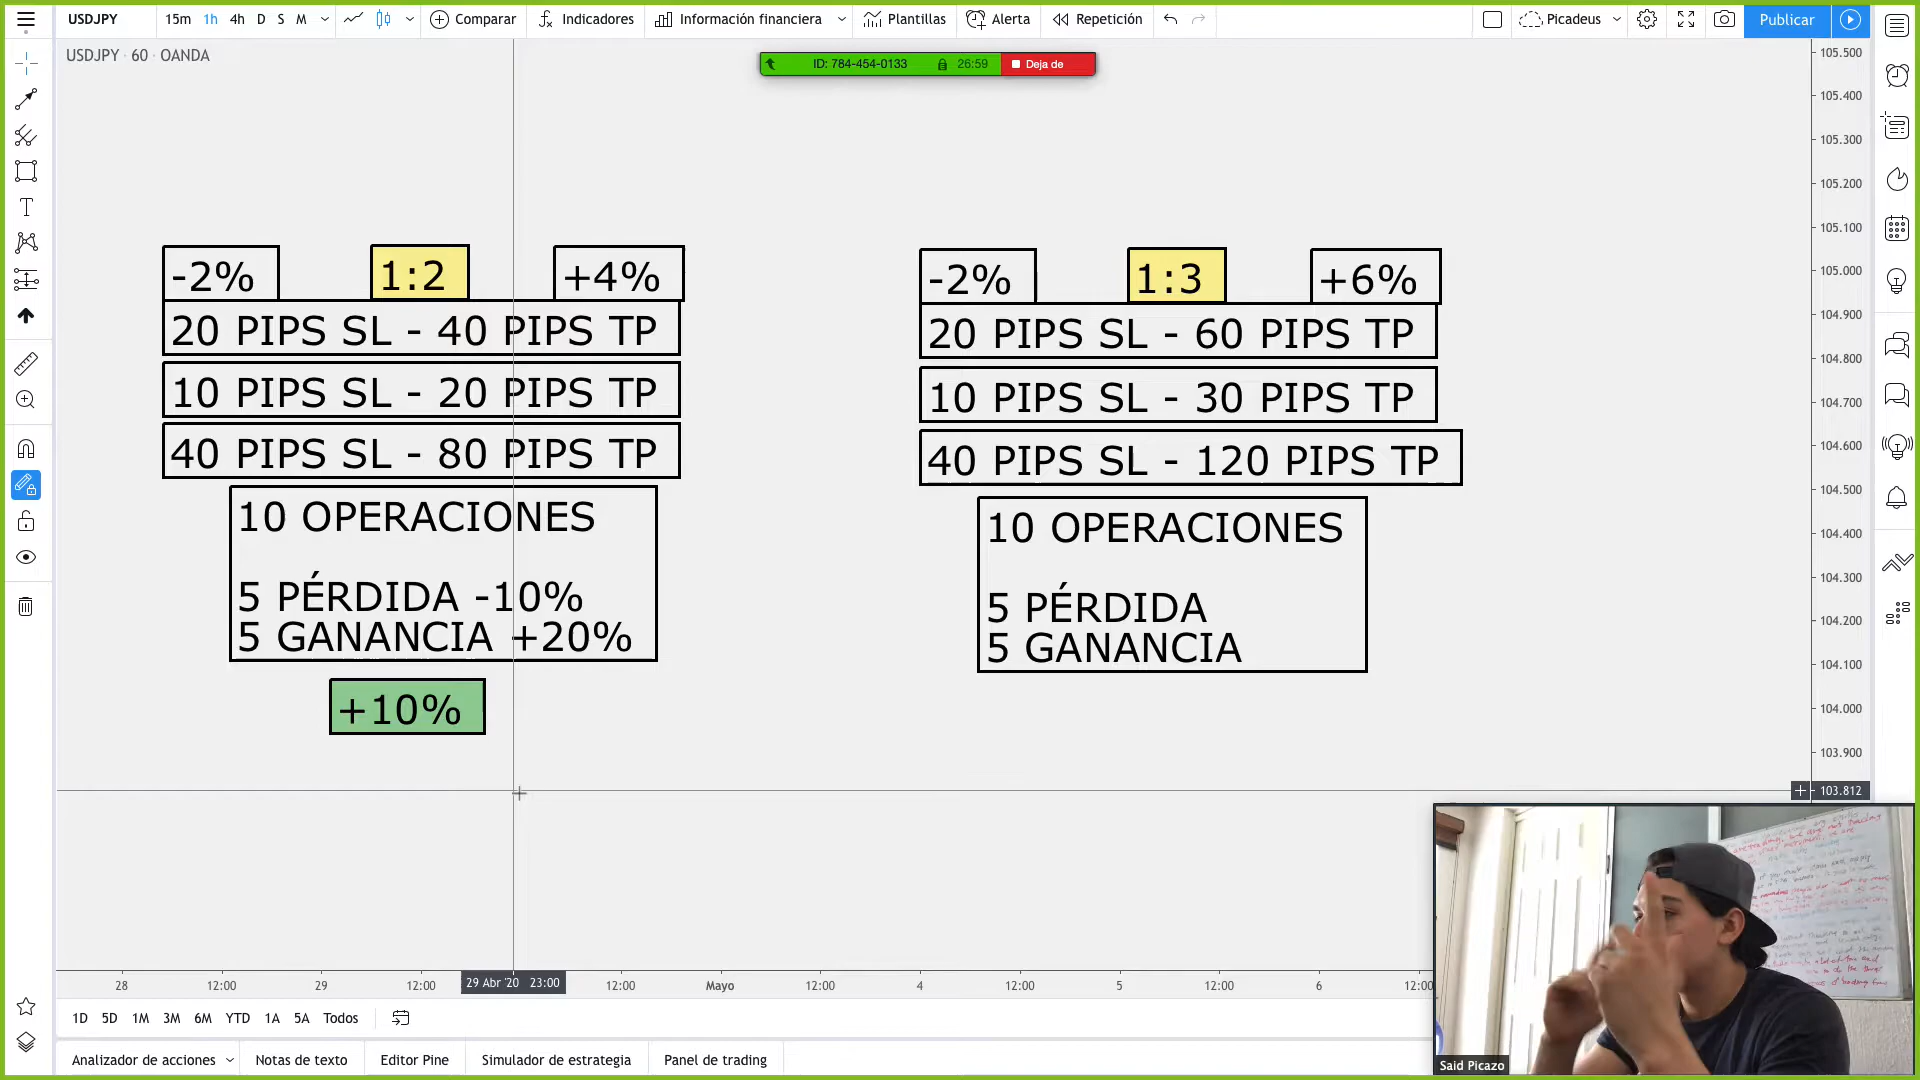 USDJPY 15m 1h 4h D S M Comparar Indicadores Información financiera Plantillas Alerta Repetición Picadeus Publicar
USDJPY · 60 · OANDA
ID: 784-454-0133 26:59 Deja de
-2% 1:2 +4%
20 PIPS SL - 40 PIPS TP
10 PIPS SL - 20 PIPS TP
40 PIPS SL - 80 PIPS TP
10 OPERACIONES
5 PÉRDIDA -10%
5 GANANCIA +20%
+10%
-2% 1:3 +6%
20 PIPS SL - 60 PIPS TP
10 PIPS SL - 30 PIPS TP
40 PIPS SL - 120 PIPS TP
10 OPERACIONES
5 PÉRDIDA
5 GANANCIA
105.500
105.400
105.300
105.200
105.100
105.000
104.900
104.800
104.700
104.600
104.500
104.400
104.300
104.200
104.100
104.000
103.900
103.812
28 12:00 29 12:00 29 Abr '20 23:00 12:00 Mayo 12:00 4 12:00 5 12:00 6 12:00
1D 5D 1M 3M 6M YTD 1A 5A Todos
Analizador de acciones Notas de texto Editor Pine Simulador de estrategia Panel de trading
Said Picazo